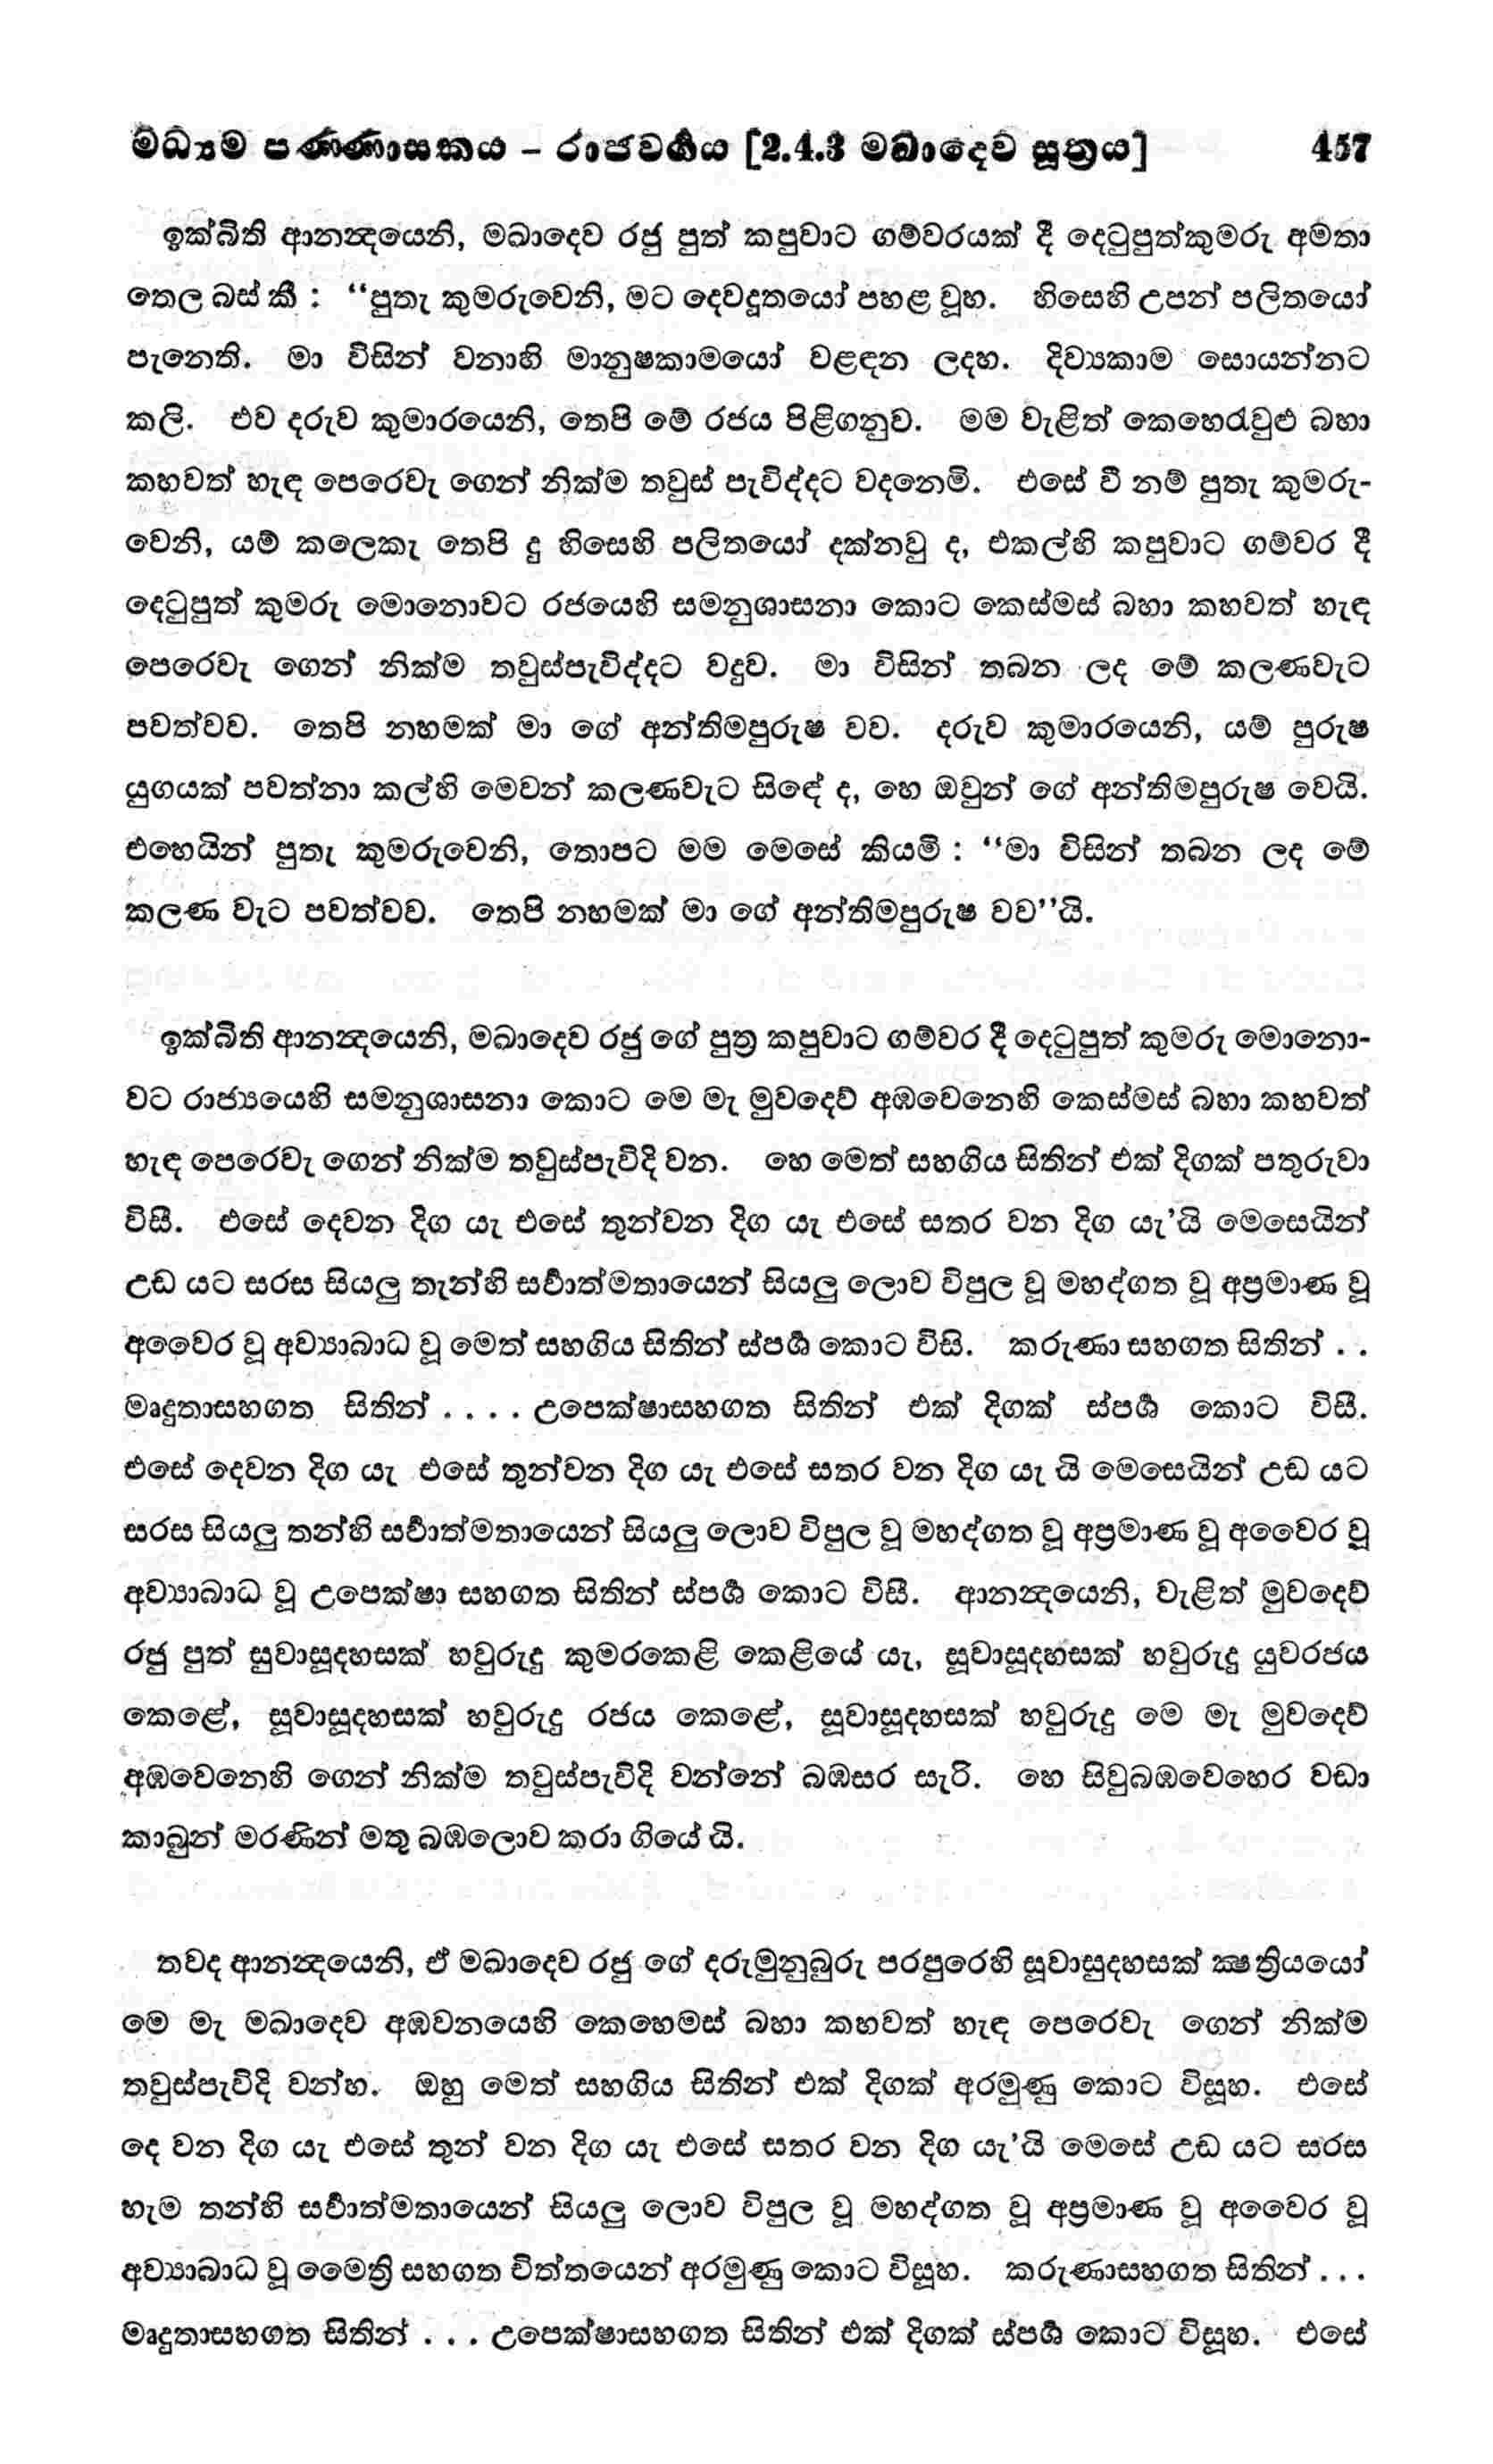 මධ්‍යම පණ්ණාසකය – රාජවර්‍ගය [2.4.3 මඛාදෙව සූත්‍රය] 457
ඉක්බිති ආනන්‍දයෙනි, මඛාදෙව රජු පුත් කපුවාට ගම්වරයක් දී දෙටුපුත්කුමරු අමතා
තෙල බස් කී : “පුතැ කුමරුවෙනි, මට දෙවදූතයෝ පහළ වූහ. හිසෙහි උපන් පලිතයෝ
පැනෙති. මා විසින් වනාහි මානුෂකාමයෝ වළඳන ලදහ. දිව්‍යකාම සොයන්නට
කලි. එව දරුව කුමාරයෙනි, තෙපි මේ රජය පිළිගනුව. මම වැළිත් කෙහෙරැවුළු බහා
කහවත් හැඳ පෙරෙවැ ගෙන් නික්ම තවුස් පැවිද්දට වදනෙමි. එසේ වී නම් පුතැ කුමරු-
වෙනි, යම් කලෙකැ තෙපි දු හිසෙහි පලිතයෝ දක්නවු ද, එකල්හි කපුවාට ගම්වර දී
දෙටුපුත් කුමරු මොනොවට රජයෙහි සමනුශාසනා කොට කෙස්මස් බහා කහවත් හැඳ
පෙරෙවැ ගෙන් නික්ම තවුස්පැවිද්දට වදුව. මා විසින් තබන ලද මේ කලණවැට
පවත්වව. තෙපි නහමක් මා ගේ අන්තිමපුරුෂ වව. දරුව කුමාරයෙනි, යම් පුරුෂ
යුගයක් පවත්නා කල්හි මෙවන් කලණවැට සිඳේ ද, හෙ ඔවුන් ගේ අන්තිමපුරුෂ වෙයි.
එහෙයින් පුතැ කුමරුවෙනි, තොපට මම මෙසේ කියමි : “මා විසින් තබන ලද මේ
කලණ වැට පවත්වව. තෙපි නහමක් මා ගේ අන්තිමපුරුෂ වව”යි.
ඉක්බිති ආනන්‍දයෙනි, මඛාදෙව රජු ගේ පුත්‍ර කපුවාට ගම්වර දී දෙටුපුත් කුමරු මොනො-
වට රාජ්‍යයෙහි සමනුශාසනා කොට මෙ මැ මුවදෙව් අඹවෙනෙහි කෙස්මස් බහා කහවත්
හැඳ පෙරෙවැ ගෙන් නික්ම තවුස්පැවිදි වන. හෙ මෙත් සහගිය සිතින් එක් දිගක් පතුරුවා
විසී. එසේ දෙවන දිග යැ එසේ තුන්වන දිග යැ එසේ සතර වන දිග යැ’යි මෙසෙයින්
උඩ යට සරස සියලු තැන්හි සර්‍වාත්මතායෙන් සියලු ලොව විපුල වූ මහද්ගත වූ අප්‍රමාණ වූ
අවෛර වූ අව්‍යාබාධ වූ මෙත් සහගිය සිතින් ස්පර්‍ශ කොට විසි. කරුණා සහගත සිතින් . .
මෘදුතාසහගත සිතින් . . . . උපෙක්ෂාසහගත සිතින් එක් දිගක් ස්පර්‍ශ කොට විසී.
එසේ දෙවන දිග යැ එසේ තුන්වන දිග යැ එසේ සතර වන දිග යැ යි මෙසෙයින් උඩ යට
සරස සියලු තන්හි සර්‍වාත්මතායෙන් සියලු ලොව විපුල වූ මහද්ගත වූ අප්‍රමාණ වූ අවෛර වූ
අව්‍යාබාධ වූ උපෙක්ෂා සහගත සිතින් ස්පර්‍ශ කොට විසී. ආනන්‍දයෙනි, වැළිත් මුවදෙව්
රජු පුත් සුවාසූදහසක් හවුරුදු කුමරකෙළි කෙළියේ යැ, සූවාසූදහසක් හවුරුදු යුවරජය
කෙළේ, සූවාසූදහසක් හවුරුදු රජය කෙළේ, සූවාසූදහසක් හවුරුදු මෙ මැ මුවදෙව්
අඹවෙනෙහි ගෙන් නික්ම තවුස්පැවිදි වන්නේ බඹසර සැරි. හෙ සිවුබඹවෙහෙර වඩා
කාබුන් මරණින් මතු බඹලොව කරා ගියේ යි.
තවද ආනන්‍දයෙනි, ඒ මඛාදෙව රජු ගේ දරුමුනුබුරු පරපුරෙහි සූවාසුදහසක් ක්‍ෂත්‍රියයෝ
මෙ මැ මඛාදෙව අඹවනයෙහි කෙහෙමස් බහා කහවත් හැඳ පෙරෙවැ ගෙන් නික්ම
තවුස්පැවිදි වන්හ. ඔහු මෙත් සහගිය සිතින් එක් දිගක් අරමුණු කොට විසූහ. එසේ
දෙ වන දිග යැ එසේ තුන් වන දිග යැ එසේ සතර වන දිග යැ’යි මෙසේ උඩ යට සරස
හැම තන්හි සර්‍වාත්මතායෙන් සියලු ලොව විපුල වූ මහද්ගත වූ අප්‍රමාණ වූ අවෛර වූ
අව්‍යාබාධ වූ මෛත්‍රි සහගත චිත්තයෙන් අරමුණු කොට විසූහ. කරුණාසහගත සිතින් . . .
මෘදුතාසහගත සිතින් . . . උපෙක්ෂාසහගත සිතින් එක් දිගක් ස්පර්‍ශ කොට විසූහ. එසේ